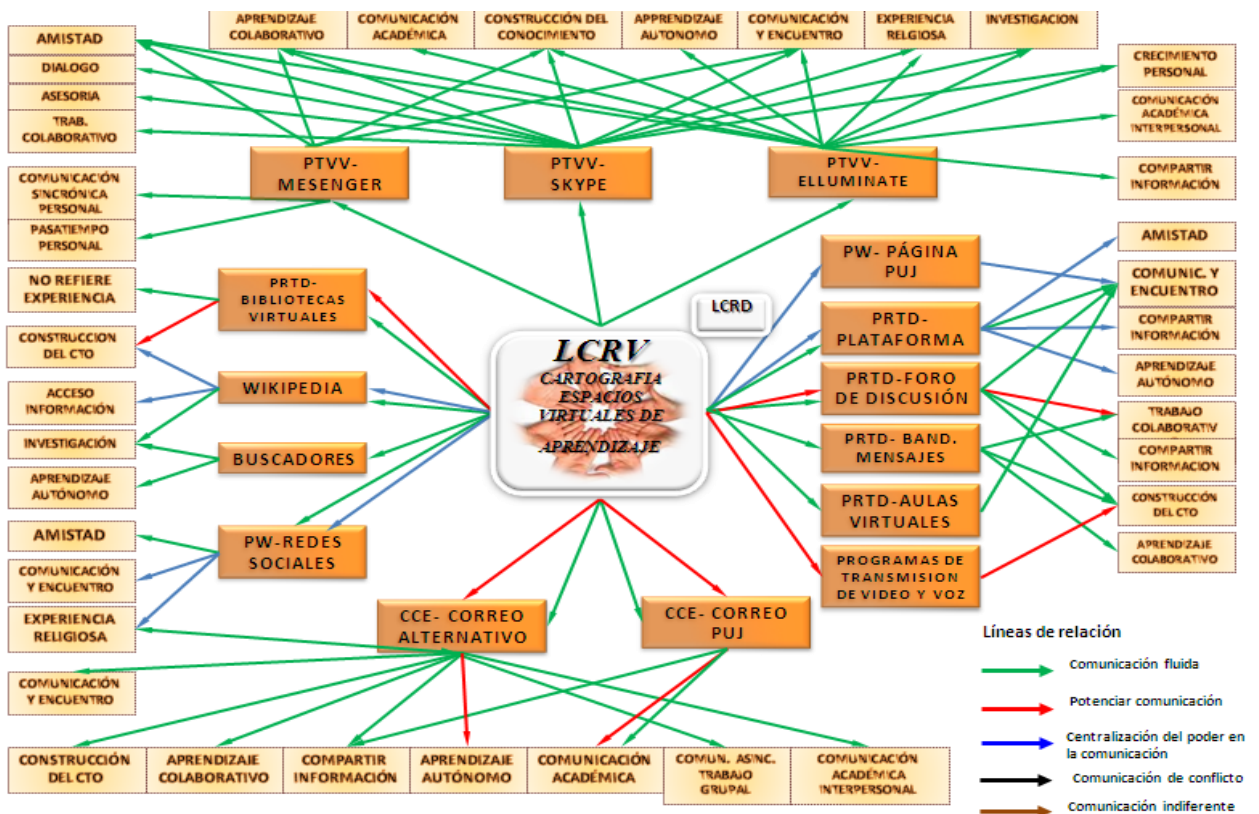 APRENDIZAJE
COLABORATIVO
COMUNICACIÓN
ACADÉMICA
CONSTRUCCIÓN DEL
CONOCIMIENTO
APPRENDIZAJE
AUTONOMO
COMUNICACIÓN
Y ENCUENTRO
EXPERIENCIA
RELGIOSA
INVESTIGACION
AMISTAD
DIALOGO
ASESORIA
TRAB.
COLABORATIVO
COMUNICACIÓN
SINCRÓNICA
PERSONAL
PASATIEMPO
PERSONAL
NO REFIERE
EXPERIENCIA
CONSTRUCCION
DEL CTO
ACCESO
INFORMACIÓN
INVESTIGACIÓN
APRENDIZAJE
AUTÓNOMO
AMISTAD
COMUNICACIÓN
Y ENCUENTRO
EXPERIENCIA
RELIGIOSA
COMUNICACIÓN
Y ENCUENTRO
PTVV-
MESENGER
PTVV-
SKYPE
PTVV-
ELLUMINATE
CRECIMIENTO
PERSONAL
COMUNICACIÓN
ACADÉMICA
INTERPERSONAL
COMPARTIR
INFORMACIÓN
PRTD-
BIBLIOTECAS
VIRTUALES
WIKIPEDIA
BUSCADORES
PW-REDES
SOCIALES
LCRD
LCRV
CARTOGRAFIA
ESPACIOS
VIRTUALES DE
APRENDIZAJE
PW- PÁGINA
PUJ
PRTD-
PLATAFORMA
PRTD-FORO
DE DISCUSIÓN
PRTD- BAND.
MENSAJES
PRTD-AULAS
VIRTUALES
PROGRAMAS DE
TRANSMISION
DE VIDEO Y VOZ
AMISTAD
COMUNIC. Y
ENCUENTRO
COMPARTIR
INFORMACIÓN
APRENDIZAJE
AUTÓNOMO
TRABAJO
COLABORATIV
COMPARTIR
INFORMACION
CONSTRUCCIÓN
DEL CTO
APRENDIZAJE
COLABORATIVO
CCE- CORREO
ALTERNATIVO
CCE- CORREO
PUJ
CONSTRUCCIÓN
DEL CTO
APRENDIZAJE
COLABORATIVO
COMPARTIR
INFORMACIÓN
APRENDIZAJE
AUTÓNOMO
COMUNICACIÓN
ACADÉMICA
COMUN. ASINC.
TRABAJO
GRUPAL
COMUNICACIÓN
ACADÉMICA
INTERPERSONAL
Líneas de relación
Comunicación fluida
Potenciar comunicación
Centralización del poder en
la comunicación
Comunicación de conflicto
Comunicación indiferente